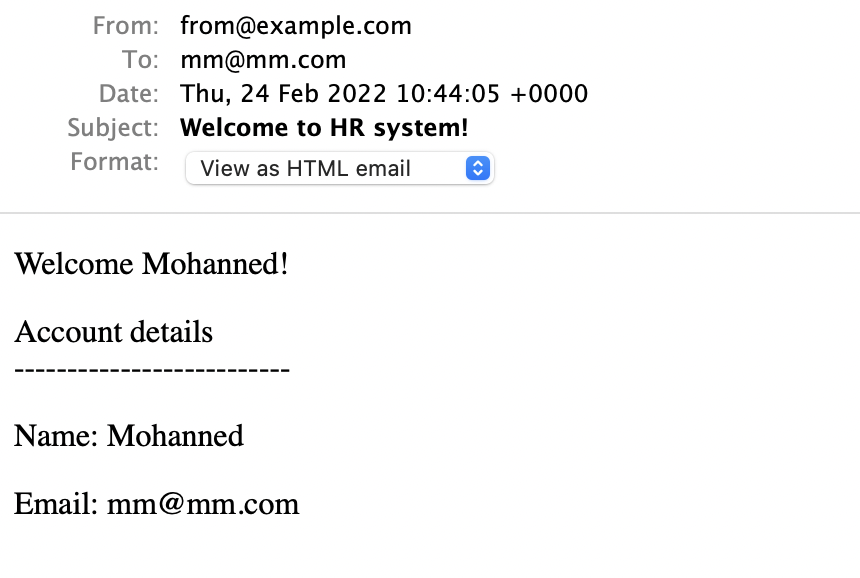 From: from@example.com
To: mm@mm.com
Date: Thu, 24 Feb 2022 10:44:05 +0000
Subject: Welcome to HR system!
Format: View as HTML email
Welcome Mohanned!
Account details
--------------------------
Name: Mohanned
Email: mm@mm.com